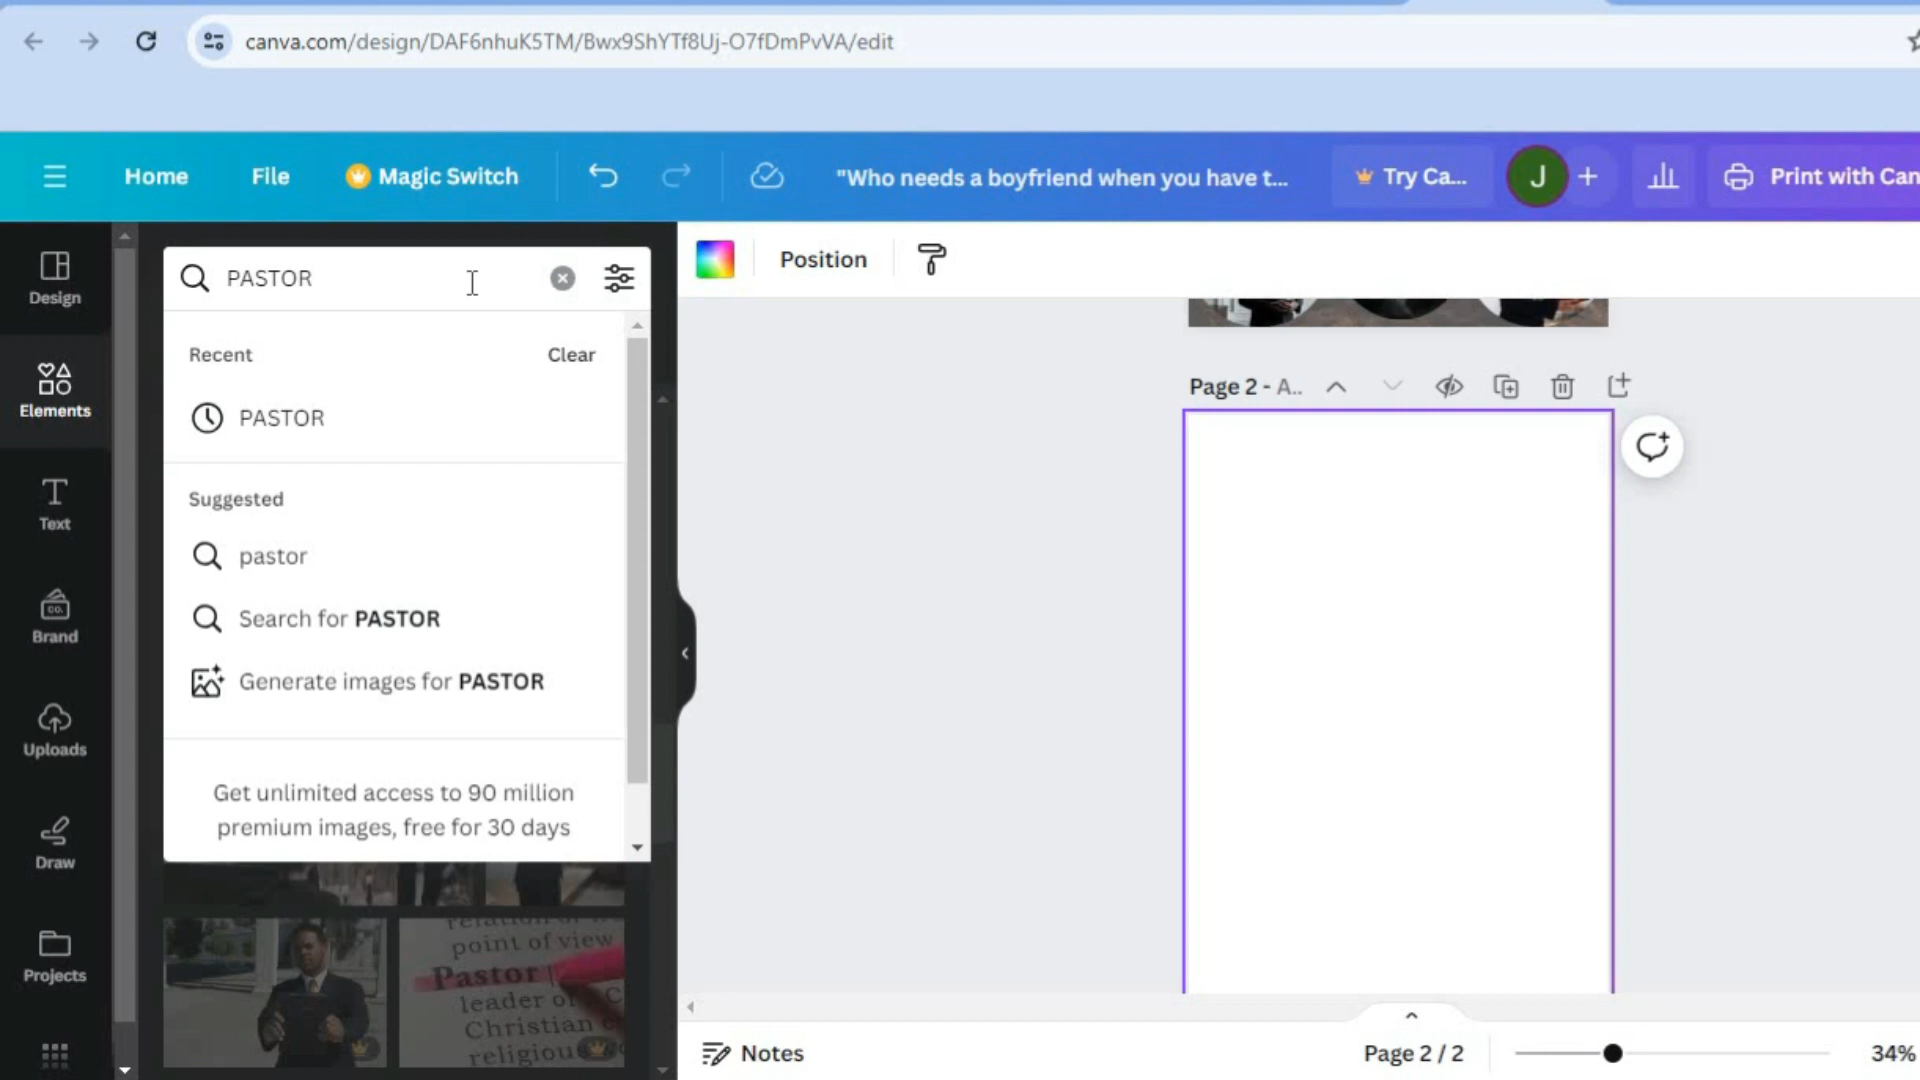 canva.com/design/DAF6nhuK5TM/Bwx9ShYTf8Uj-O7fDmPvVA/edit
Home
File
Magic Switch
"Who needs a boyfriend when you have t...
Try Ca...
J
Print with Can
Design
Elements
Text
CO.
Brand
Uploads
Draw
Projects
PASTOR
Recent
Clear
PASTOR
Suggested
pastor
Search for PASTOR
Generate images for PASTOR
Get unlimited access to 90 million
premium images, free for 30 days
relation
point of view
Pastor
leader of
Christian
religious
Position
Page 2 - A..
Notes
Page 2 / 2
34%